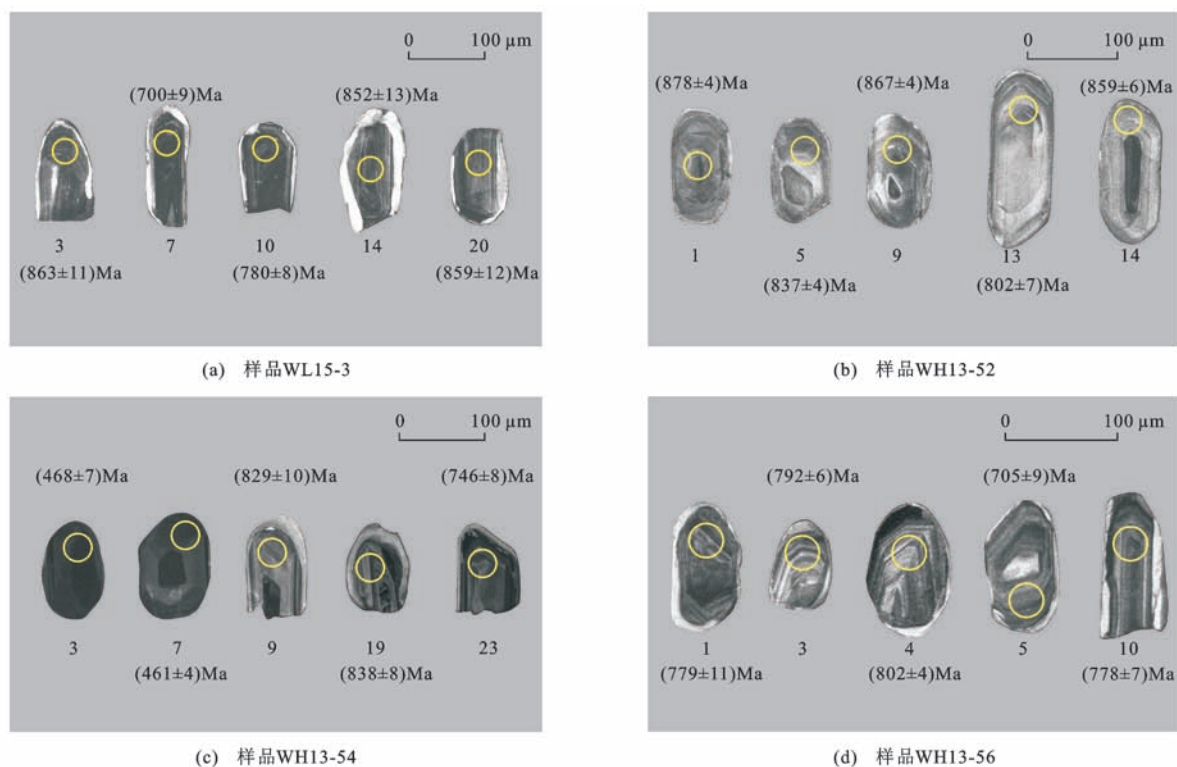 0 100 μm
(700±9)Ma (852±13)Ma
3 7 10 14 20
(863±11)Ma (780±8)Ma (859±12)Ma
(a) 样品WL15-3
0 100 μm
(878±4)Ma (867±4)Ma (859±6)Ma
1 5 9 13 14
(837±4)Ma (802±7)Ma
(b) 样品WH13-52
0 100 μm
(468±7)Ma (829±10)Ma (746±8)Ma
3 7 9 19 23
(461±4)Ma (838±8)Ma
(c) 样品WH13-54
0 100 μm
(792±6)Ma (705±9)Ma
1 3 4 5 10
(779±11)Ma (802±4)Ma (778±7)Ma
(d) 样品WH13-56